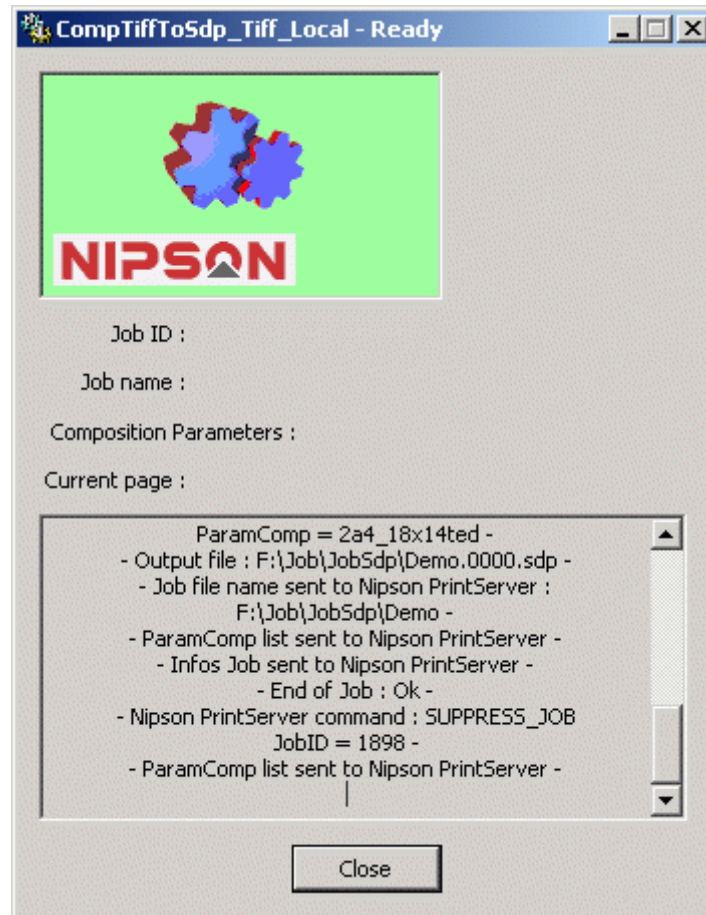 CompTiffToSdp_Tiff_Local - Ready
NIPSON
Job ID :
Job name :
Composition Parameters :
Current page :
ParamComp = 2a4_18x14ted -
- Output file : F:\Job\JobSdp\Demo.0000.sdp -
- Job file name sent to Nipson PrintServer :
F:\Job\JobSdp\Demo -
- ParamComp list sent to Nipson PrintServer -
- Infos Job sent to Nipson PrintServer -
- End of Job : Ok -
- Nipson PrintServer command : SUPPRESS_JOB
JobID = 1898 -
- ParamComp list sent to Nipson PrintServer -
Close